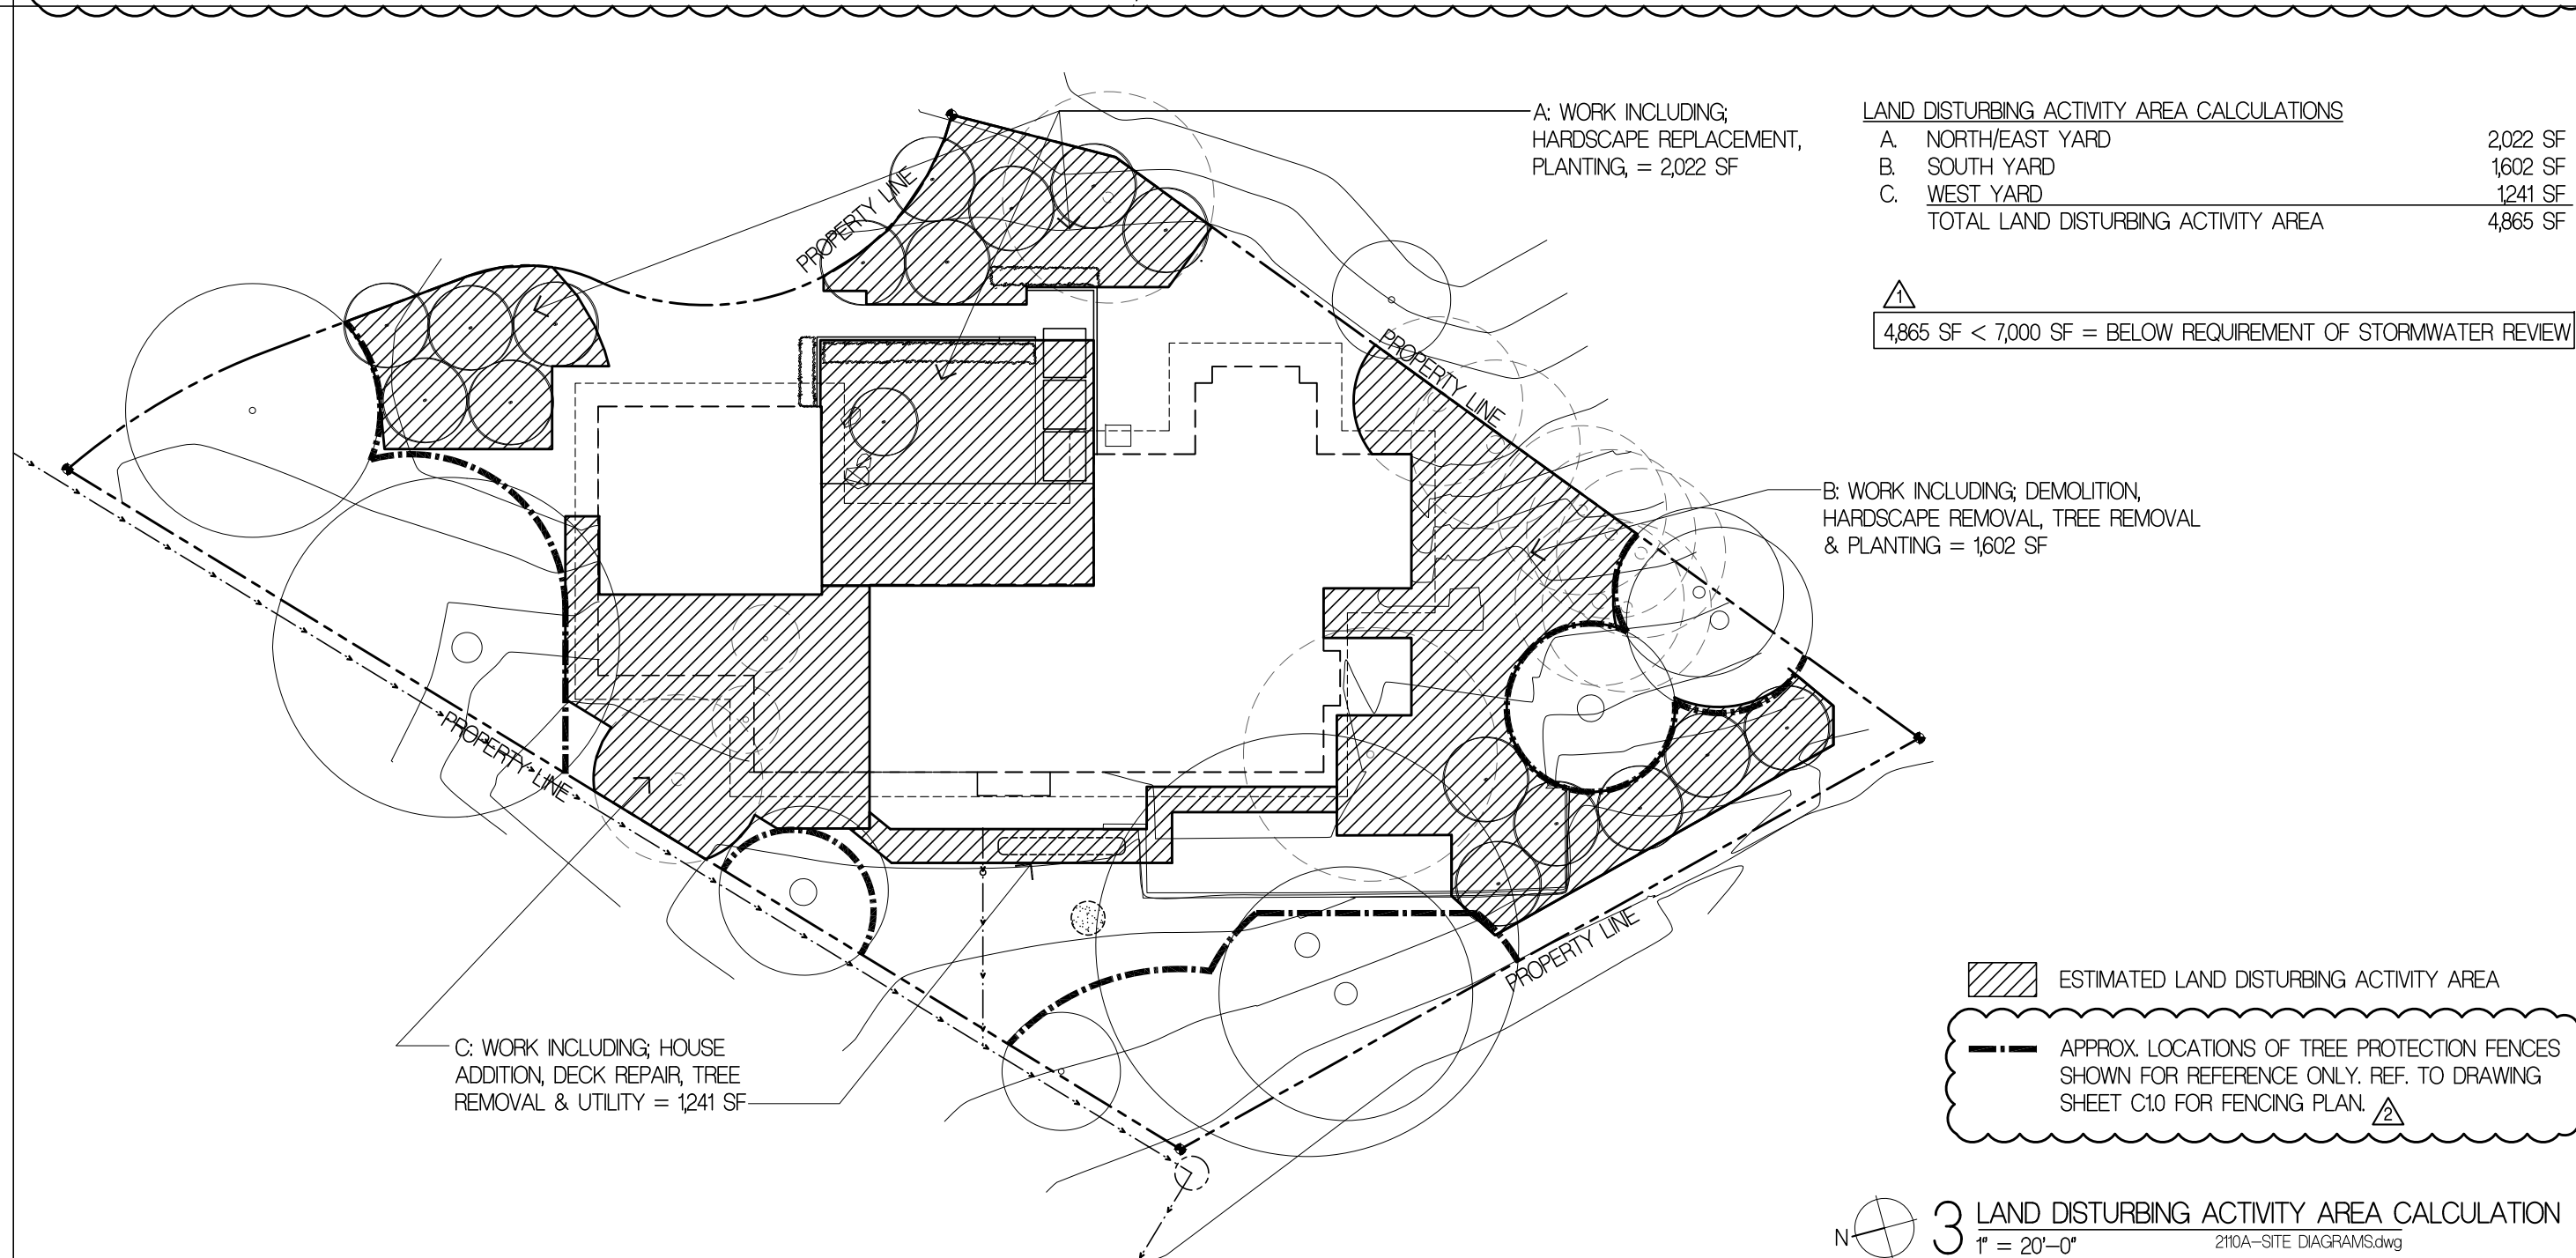 A: WORK INCLUDING;
HARDSCAPE REPLACEMENT,
PLANTING, = 2,022 SF
LAND DISTURBING ACTIVITY AREA CALCULATIONS
A. NORTH/EAST YARD 2,022 SF
B. SOUTH YARD 1,602 SF
C. WEST YARD 1,241 SF
TOTAL LAND DISTURBING ACTIVITY AREA 4,865 SF
1
4,865 SF < 7,000 SF = BELOW REQUIREMENT OF STORMWATER REVIEW
PROPERTY LINE
PROPERTY LINE
B: WORK INCLUDING; DEMOLITION,
HARDSCAPE REMOVAL, TREE REMOVAL
& PLANTING = 1,602 SF
PROPERTY LINE
PROPERTY LINE
C: WORK INCLUDING; HOUSE
ADDITION, DECK REPAIR, TREE
REMOVAL & UTILITY = 1,241 SF
ESTIMATED LAND DISTURBING ACTIVITY AREA
APPROX. LOCATIONS OF TREE PROTECTION FENCES
SHOWN FOR REFERENCE ONLY. REF. TO DRAWING
SHEET C1.0 FOR FENCING PLAN. 2
N
3 LAND DISTURBING ACTIVITY AREA CALCULATION
1" = 20'-0" 2110A-SITE DIAGRAMS.dwg